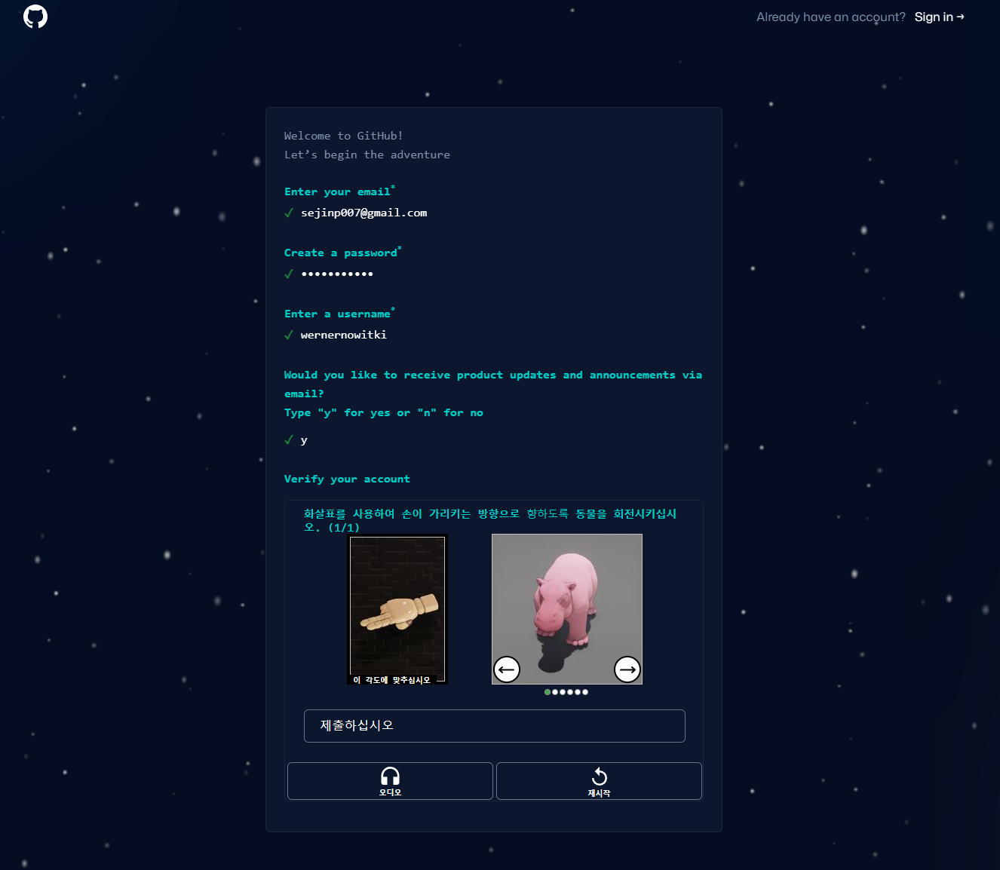 Already have an account? Sign in →
Welcome to GitHub!
Let’s begin the adventure
Enter your email*
✓ sejinp007@gmail.com
Create a password*
✓ •••••••••••
Enter a username*
✓ wernernowitki
Would you like to receive product updates and announcements via
email?
Type "y" for yes or "n" for no
✓ y
Verify your account
화살표를 사용하여 손이 가리키는 방향으로 향하도록 동물을 회전시키십시
오. (1/1)
이 각도에 맞추십시오
제출하십시오
오디오
재시작